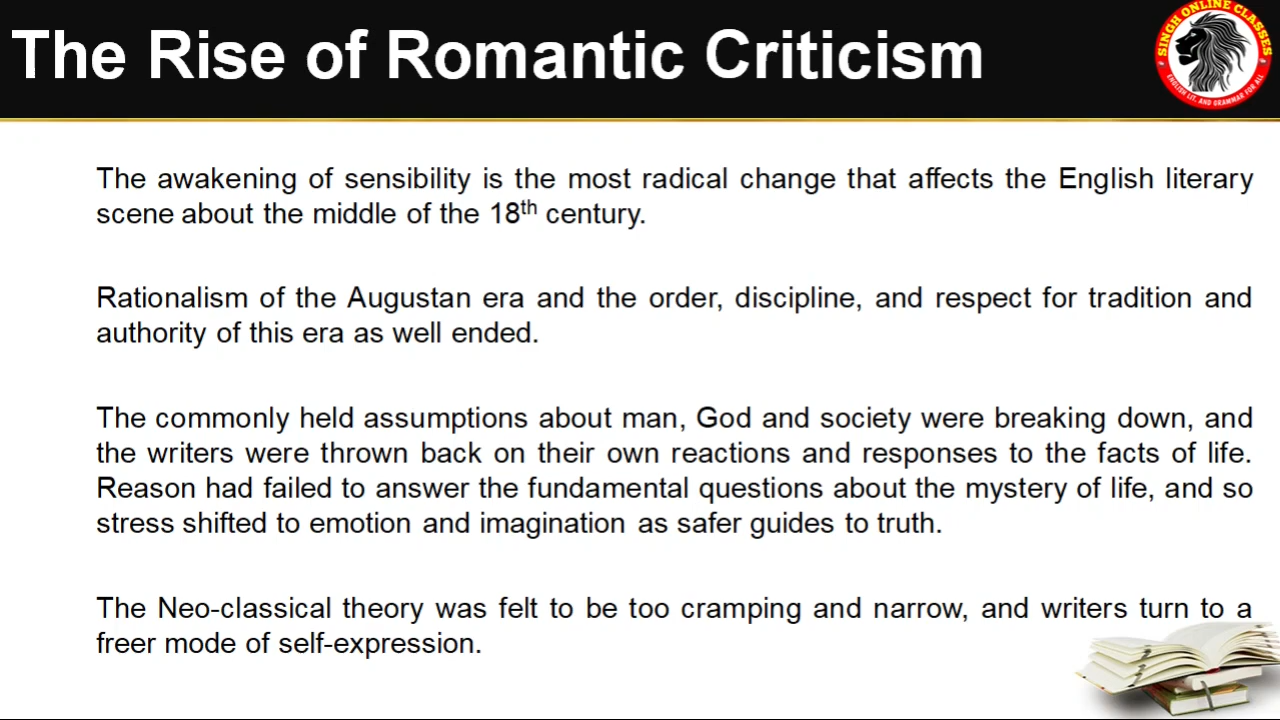 The Rise of Romantic Criticism
SINGH ONLINE CLASSES
ENGLISH LIT. AND GRAMMAR FOR ALL
The awakening of sensibility is the most radical change that affects the English literary
scene about the middle of the 18th century.
Rationalism of the Augustan era and the order, discipline, and respect for tradition and
authority of this era as well ended.
The commonly held assumptions about man, God and society were breaking down, and
the writers were thrown back on their own reactions and responses to the facts of life.
Reason had failed to answer the fundamental questions about the mystery of life, and so
stress shifted to emotion and imagination as safer guides to truth.
The Neo-classical theory was felt to be too cramping and narrow, and writers turn to a
freer mode of self-expression.